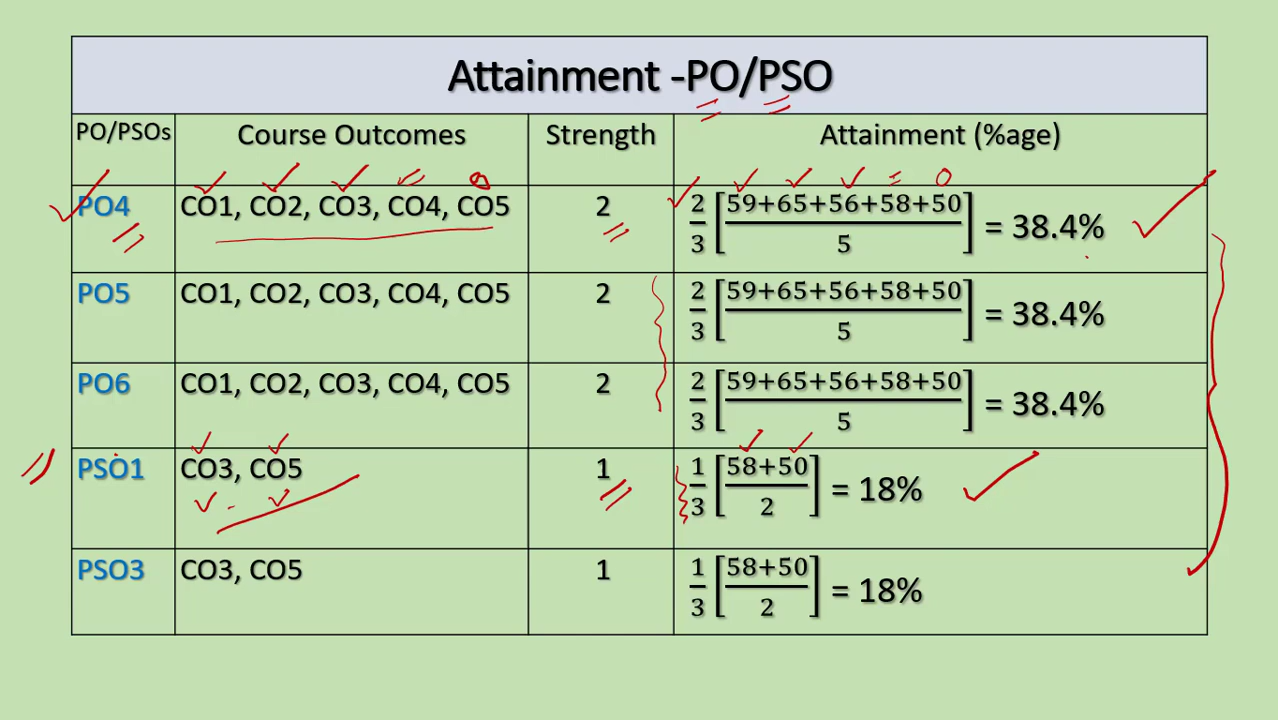 Attainment -PO/PSO
PO/PSOs Course Outcomes Strength Attainment (%age)
PO4 CO1, CO2, CO3, CO4, CO5 2 2/3 [59+65+56+58+50/5] = 38.4%
PO5 CO1, CO2, CO3, CO4, CO5 2 2/3 [59+65+56+58+50/5] = 38.4%
PO6 CO1, CO2, CO3, CO4, CO5 2 2/3 [59+65+56+58+50/5] = 38.4%
PSO1 CO3, CO5 1 1/3 [58+50/2] = 18%
PSO3 CO3, CO5 1 1/3 [58+50/2] = 18%